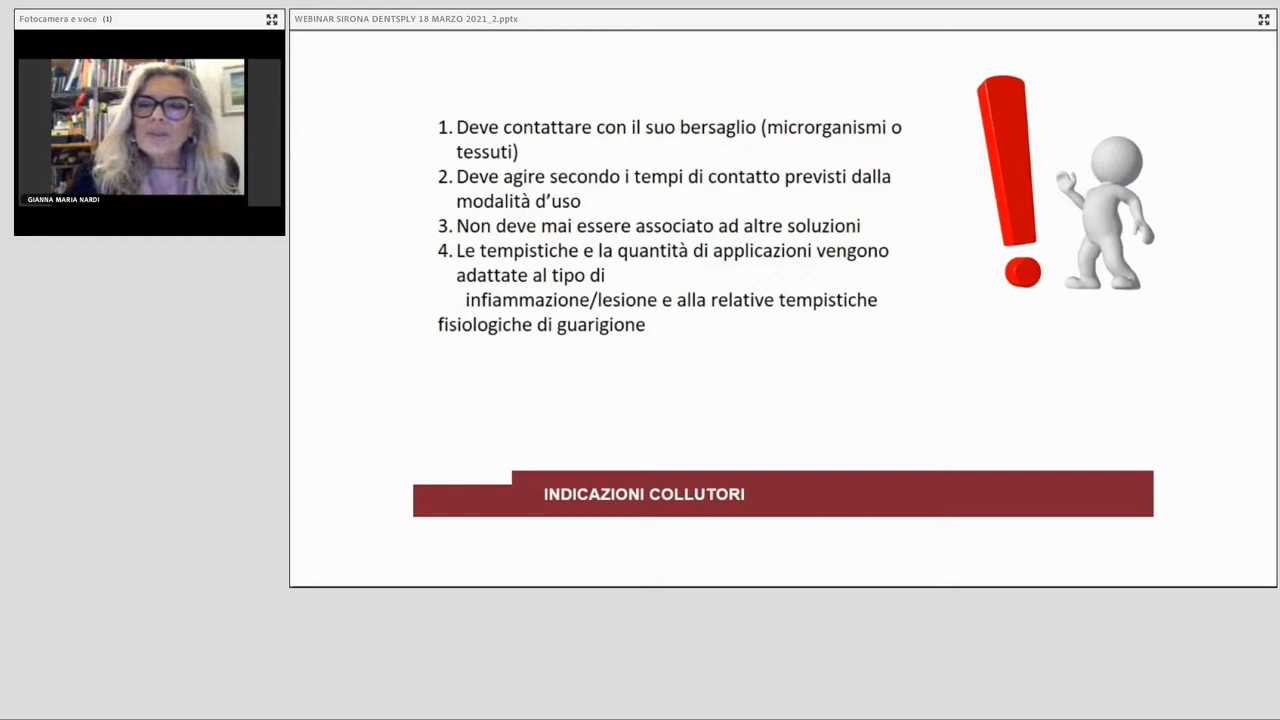 Fotocamera e voce (1)
WEBINAR SIRONA DENTSPLY 18 MARZO 2021_2.pptx
GIANNA MARIA NARDI
1. Deve contattare con il suo bersaglio (microrganismi o
tessuti)
2. Deve agire secondo i tempi di contatto previsti dalla
modalità d’uso
3. Non deve mai essere associato ad altre soluzioni
4. Le tempistiche e la quantità di applicazioni vengono
adattate al tipo di
infiammazione/lesione e alla relative tempistiche
fisiologiche di guarigione
INDICAZIONI COLLUTORI